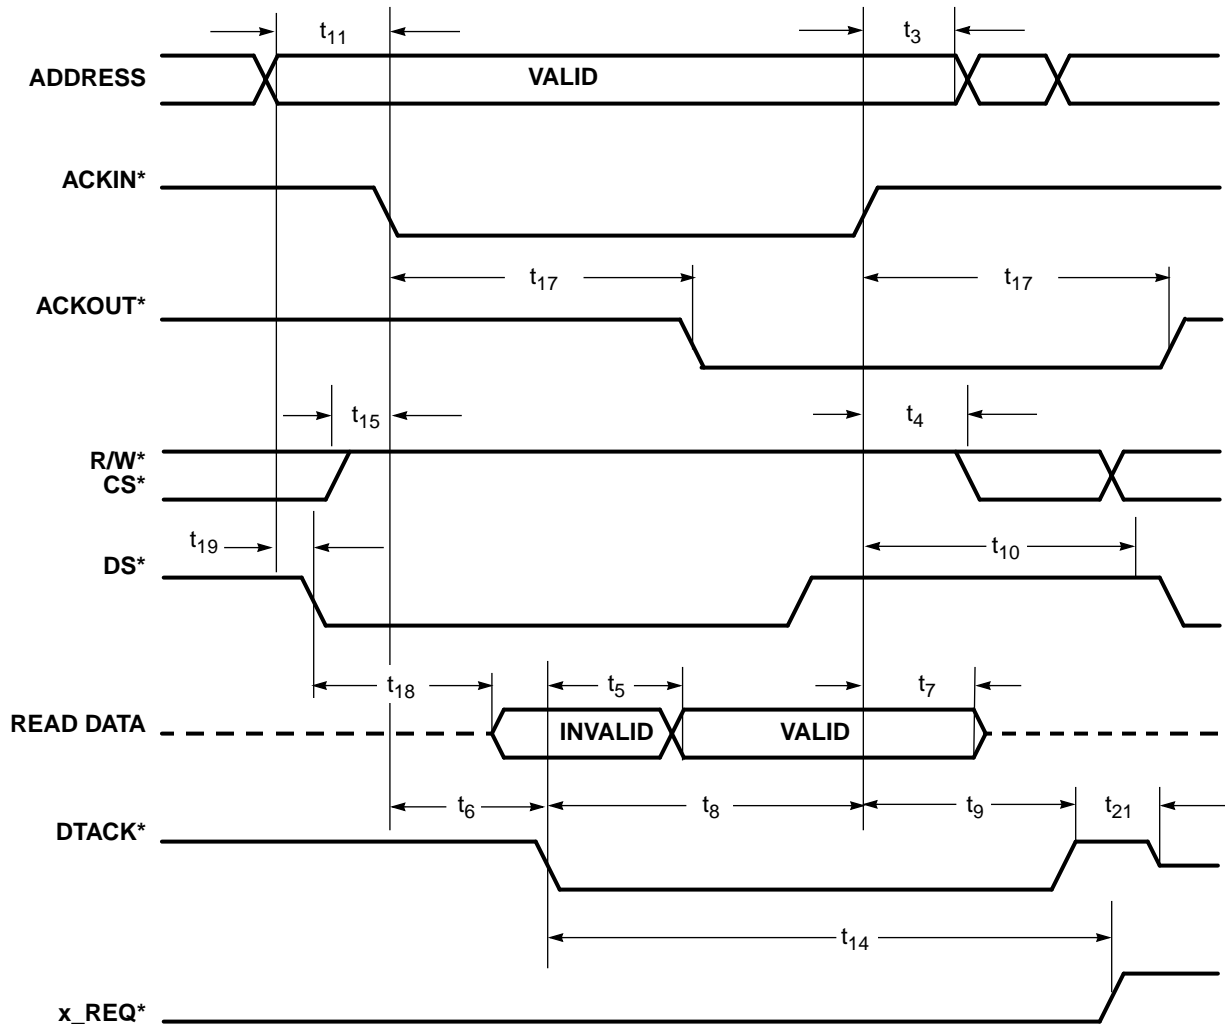 t11
t3
ADDRESS
VALID
ACKIN*
t17
t17
ACKOUT*
t15
t4
R/W*
CS*
t19
t10
DS*
t18
t5
t7
READ DATA
INVALID
VALID
t6
t8
t9
t21
DTACK*
t14
x_REQ*